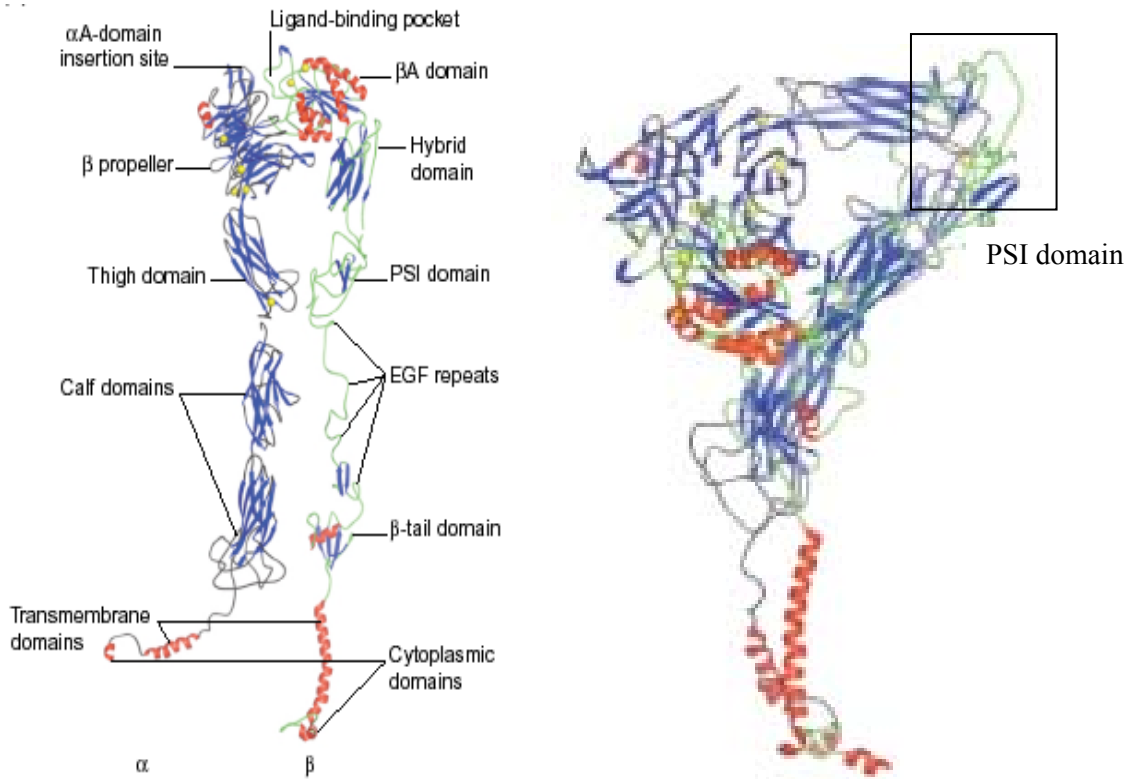 Ligand-binding pocket
αA-domain
insertion site
βA domain
β propeller
Hybrid
domain
Thigh domain
PSI domain
PSI domain
Calf domains
EGF repeats
β-tail domain
Transmembrane
domains
Cytoplasmic
domains
α
β